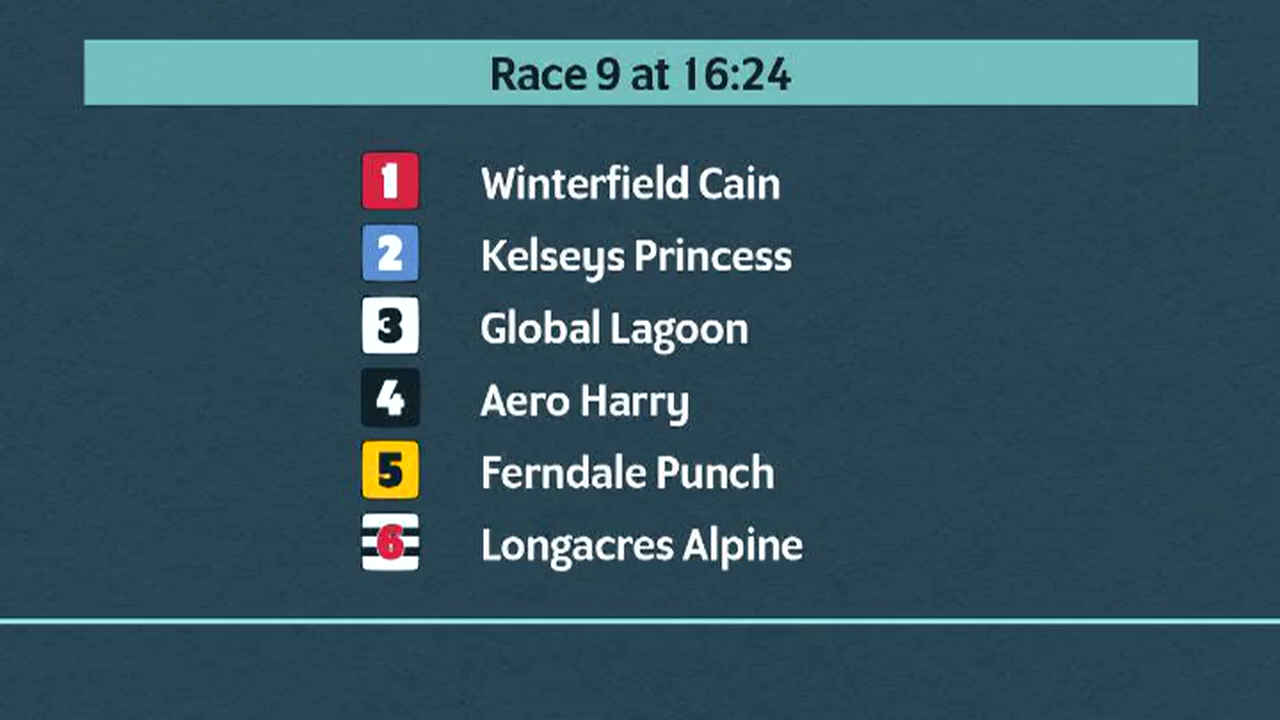 Race 9 at 16:24
1 Winterfield Cain
2 Kelseys Princess
3 Global Lagoon
4 Aero Harry
5 Ferndale Punch
6 Longacres Alpine